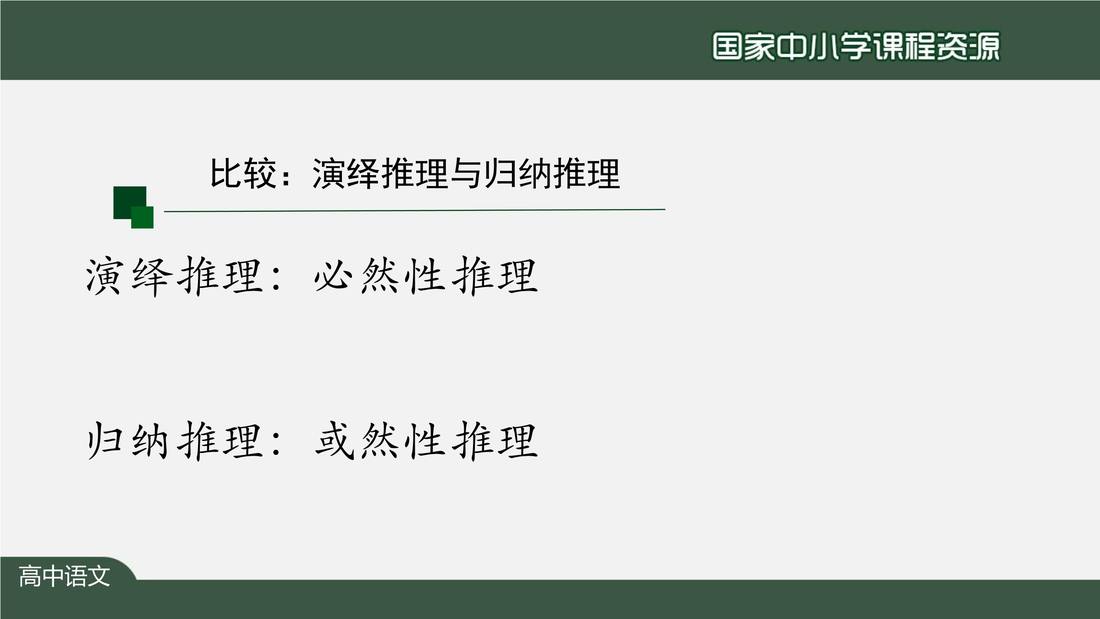 国家中小学课程资源
比较：演绎推理与归纳推理
演绎推理：必然性推理
归纳推理：或然性推理
高中语文